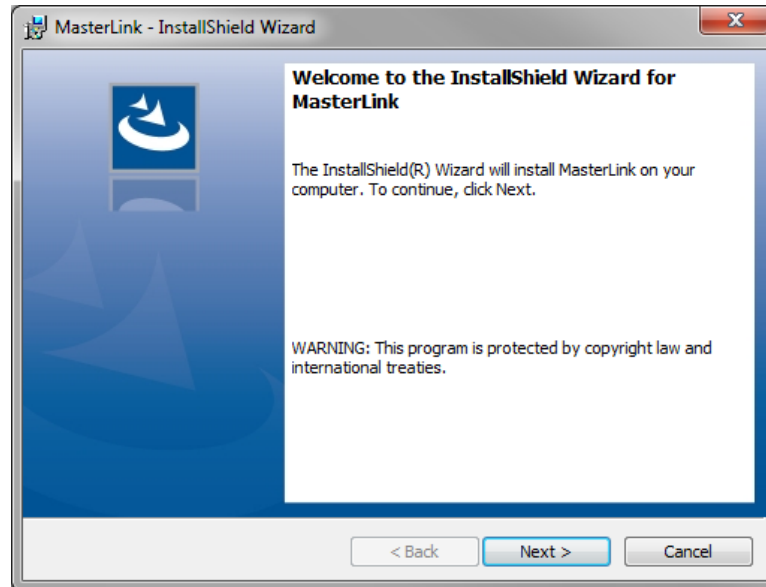 MasterLink - InstallShield Wizard
Welcome to the InstallShield Wizard for
MasterLink
The InstallShield(R) Wizard will install MasterLink on your
computer. To continue, click Next.
WARNING: This program is protected by copyright law and
international treaties.
< Back Next > Cancel